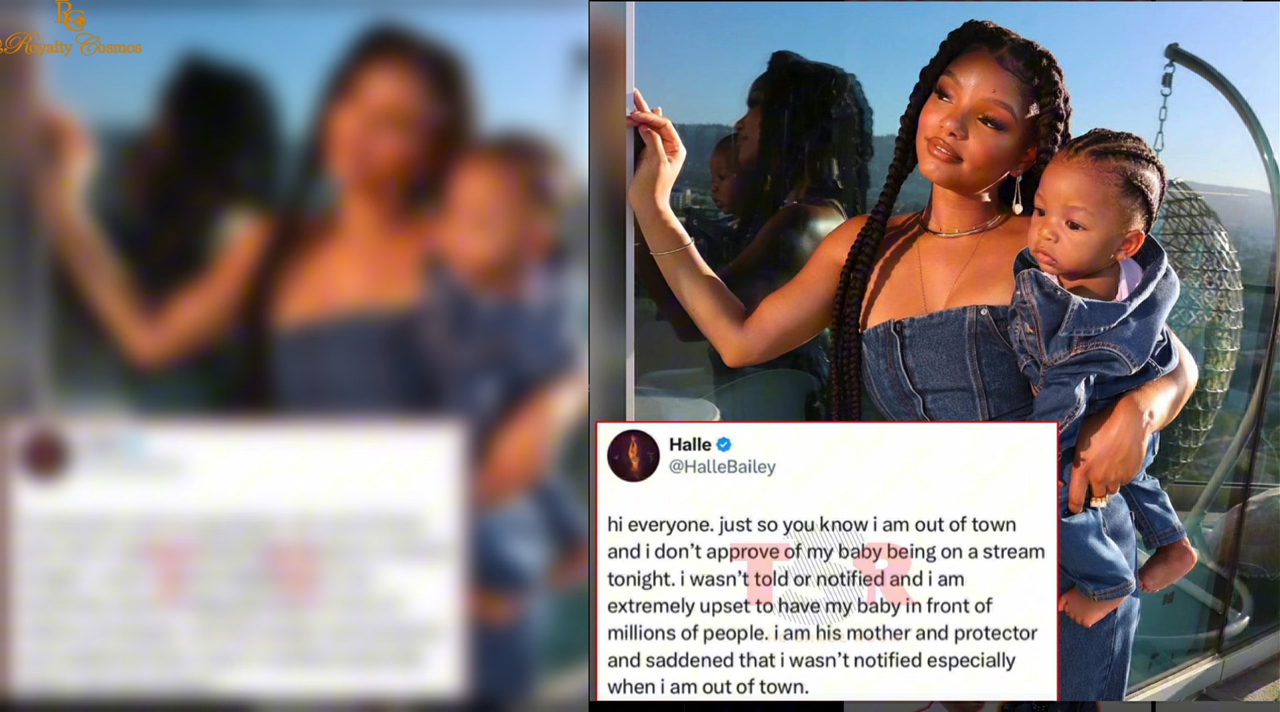 RC
Royalty Cosmos
Halle
@HalleBailey
hi everyone. just so you know i am out of town
and i don't approve of my baby being on a stream
tonight. i wasn't told or notified and i am
extremely upset to have my baby in front of
millions of people. i am his mother and protector
and saddened that i wasn't notified especially
when i am out of town.
TSR